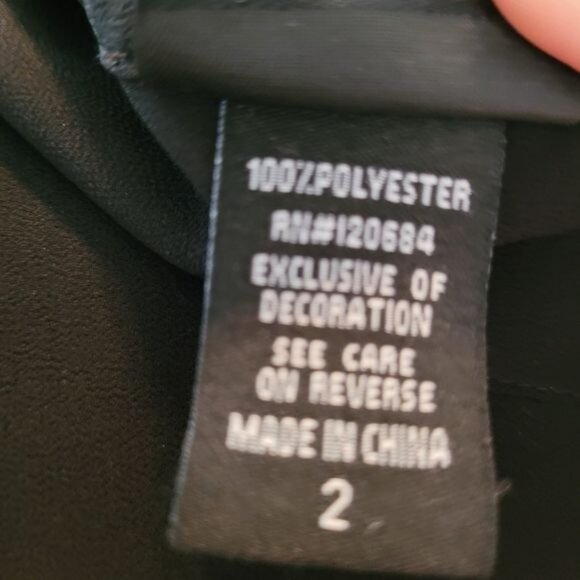 100%POLYESTER
RN#120684
EXCLUSIVE OF
DECORATION
SEE CARE
ON REVERSE
MADE IN CHINA
2